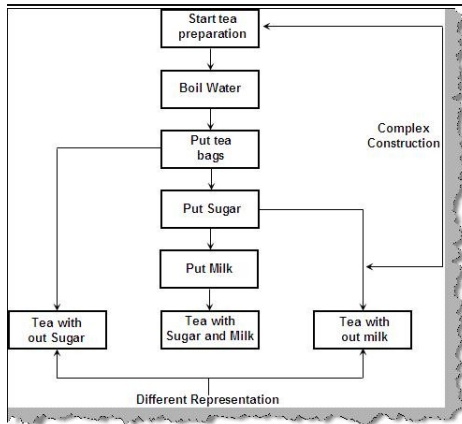 Start tea
preparation
Boil Water
Complex
Construction
Put tea
bags
Put Sugar
Put Milk
Tea with
out Sugar
Tea with
Sugar and Milk
Tea with
out milk
Different Representation